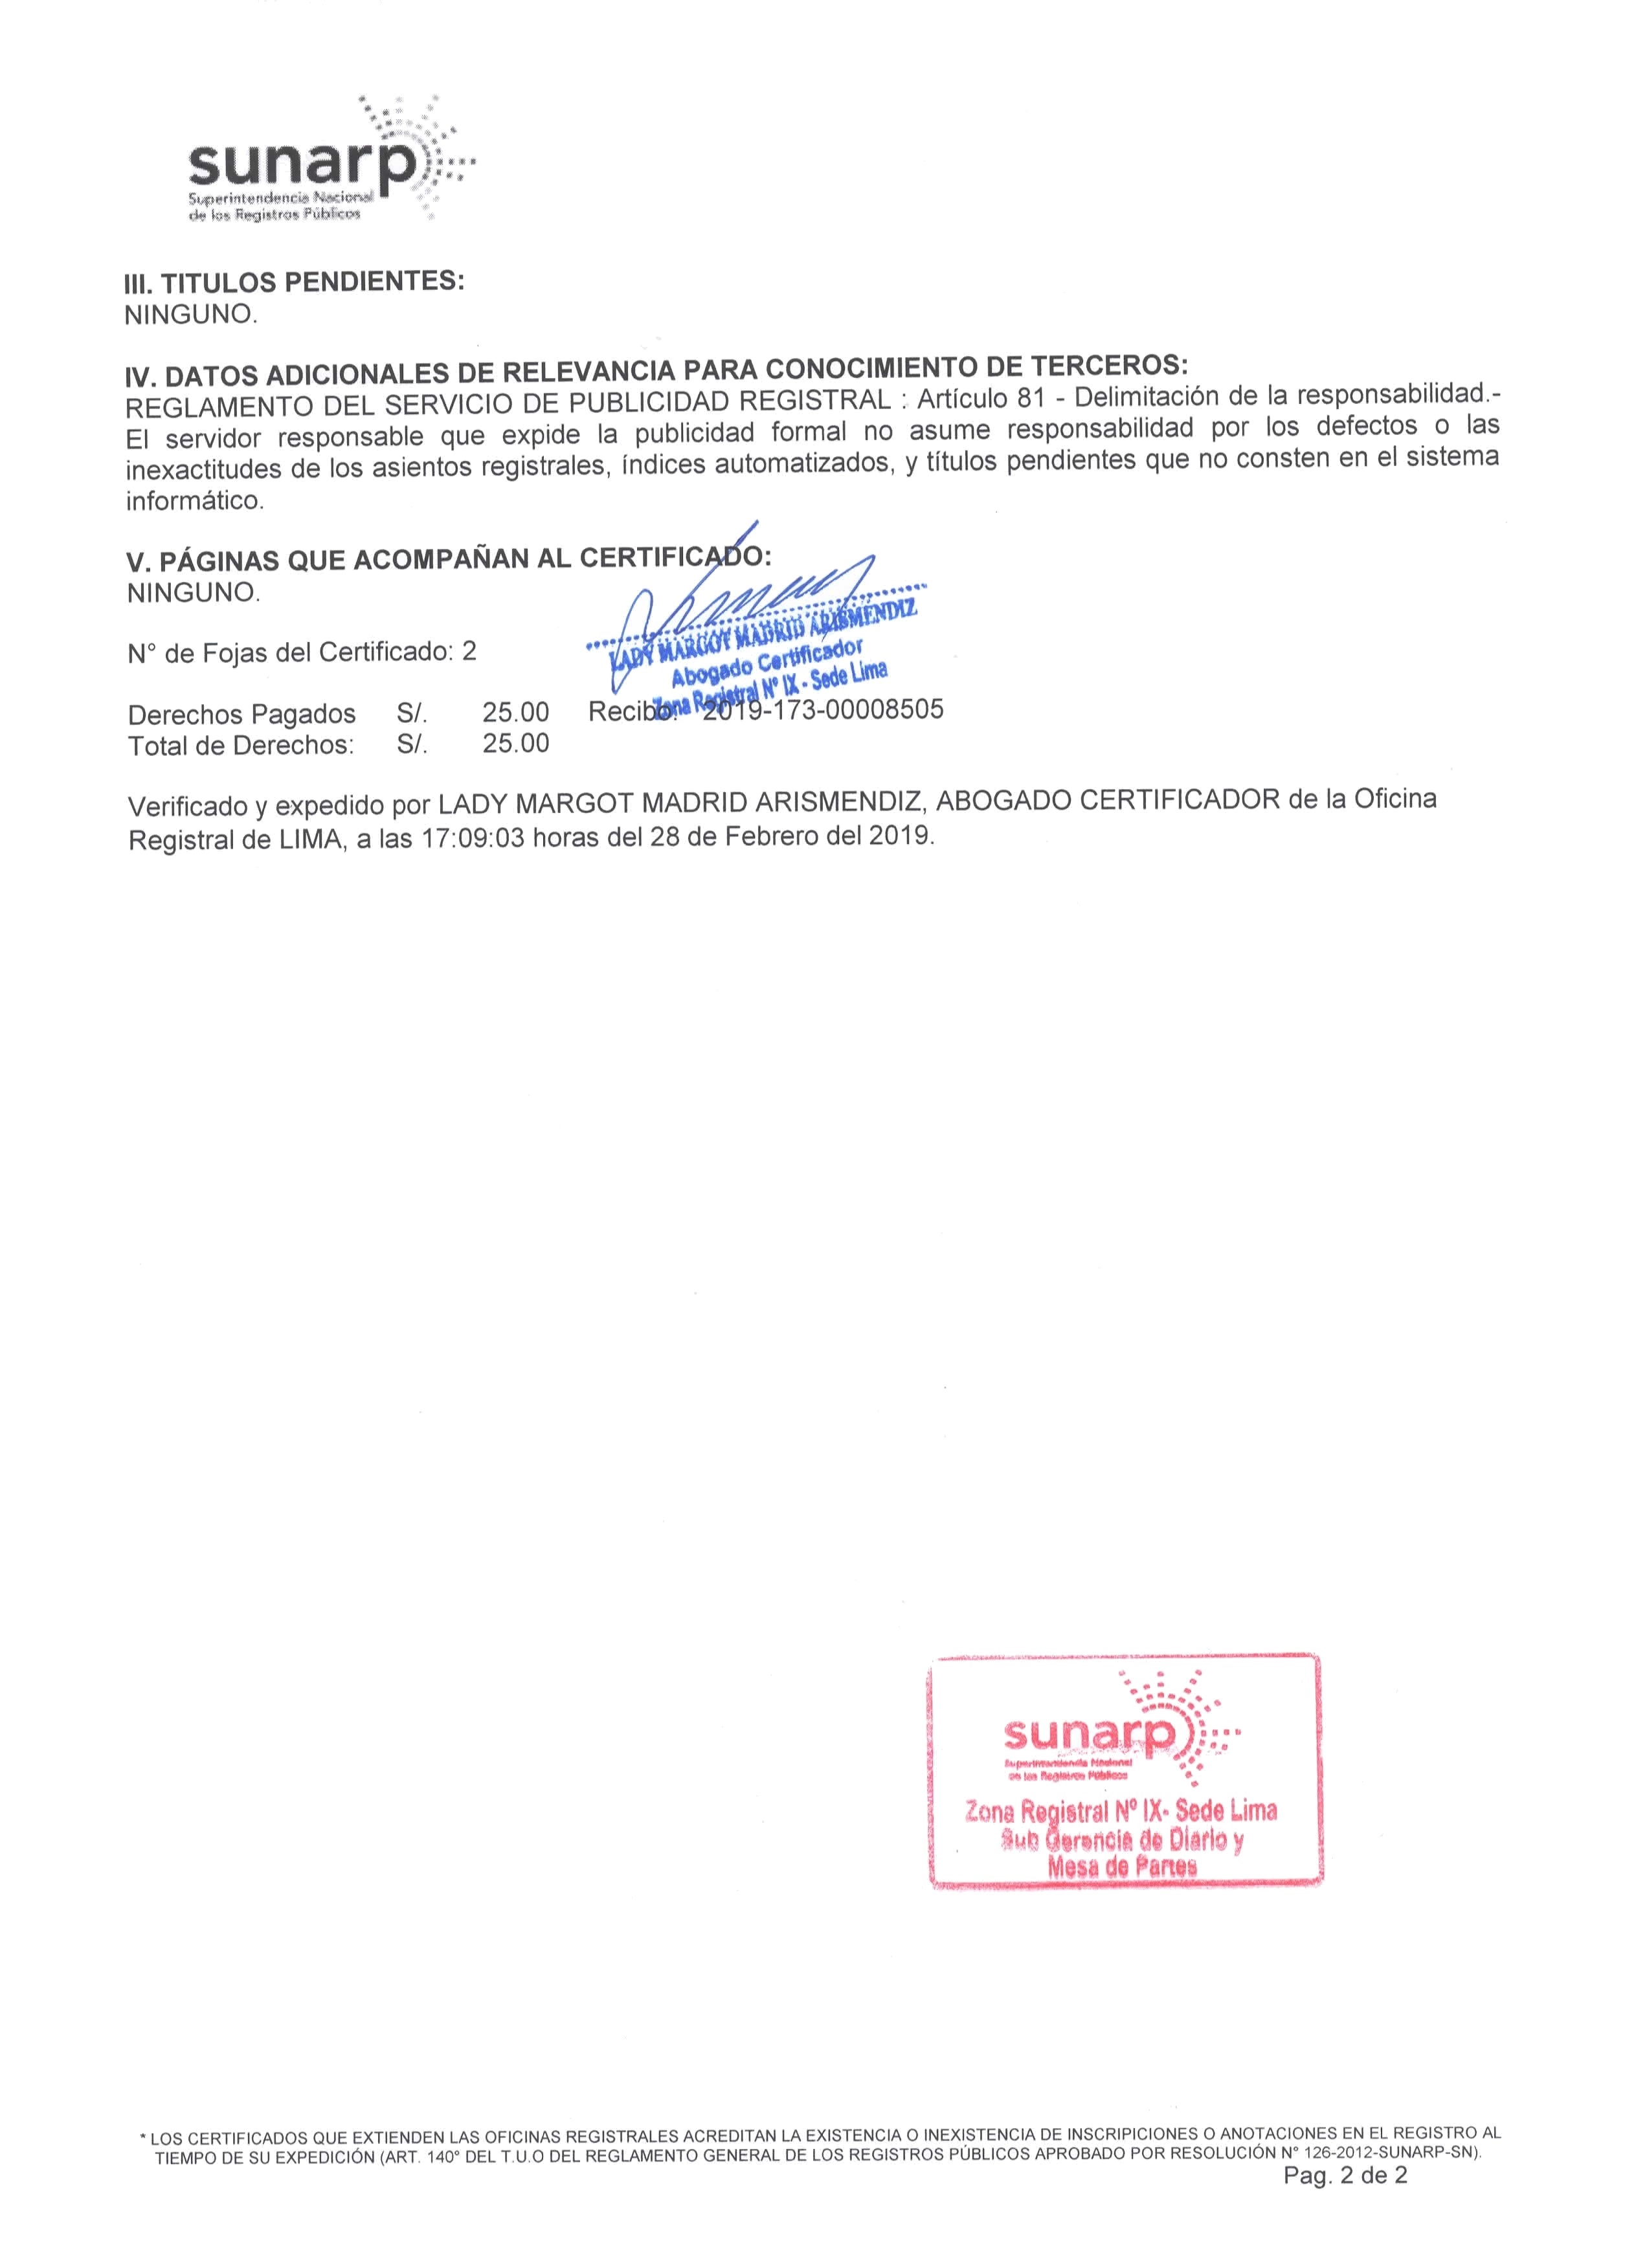 sunarp
Superintendencia Nacional
de los Registros Públicos
III. TITULOS PENDIENTES:
NINGUNO.
IV. DATOS ADICIONALES DE RELEVANCIA PARA CONOCIMIENTO DE TERCEROS:
REGLAMENTO DEL SERVICIO DE PUBLICIDAD REGISTRAL : Artículo 81 - Delimitación de la responsabilidad.-
El servidor responsable que expide la publicidad formal no asume responsabilidad por los defectos o las
inexactitudes de los asientos registrales, índices automatizados, y títulos pendientes que no consten en el sistema
informático.
V. PÁGINAS QUE ACOMPAÑAN AL CERTIFICADO:
NINGUNO.
LADY MARGOT MADRID ARISMENDIZ
Abogado Certificador
Zona Registral Nº IX - Sede Lima
N° de Fojas del Certificado: 2
Derechos Pagados S/. 25.00 Recibo: 2019-173-00008505
Total de Derechos: S/. 25.00
Verificado y expedido por LADY MARGOT MADRID ARISMENDIZ, ABOGADO CERTIFICADOR de la Oficina
Registral de LIMA, a las 17:09:03 horas del 28 de Febrero del 2019.
sunarp
Superintendencia Nacional
de los Registros Públicos
Zona Registral Nº IX- Sede Lima
Sub Gerencia de Diario y
Mesa de Partes
* LOS CERTIFICADOS QUE EXTIENDEN LAS OFICINAS REGISTRALES ACREDITAN LA EXISTENCIA O INEXISTENCIA DE INSCRIPICIONES O ANOTACIONES EN EL REGISTRO AL
TIEMPO DE SU EXPEDICIÓN (ART. 140° DEL T.U.O DEL REGLAMENTO GENERAL DE LOS REGISTROS PÚBLICOS APROBADO POR RESOLUCIÓN N° 126-2012-SUNARP-SN).
Pag. 2 de 2